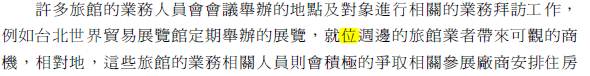 許多旅館的業務人員會會議舉辦的地點及對象進行相關的業務拜訪工作，
例如台北世界貿易展覽館定期舉辦的展覽，就位週邊的旅館業者帶來可觀的商
機，相對地，這些旅館的業務相關人員則會積極的爭取相關參展廠商安排住房